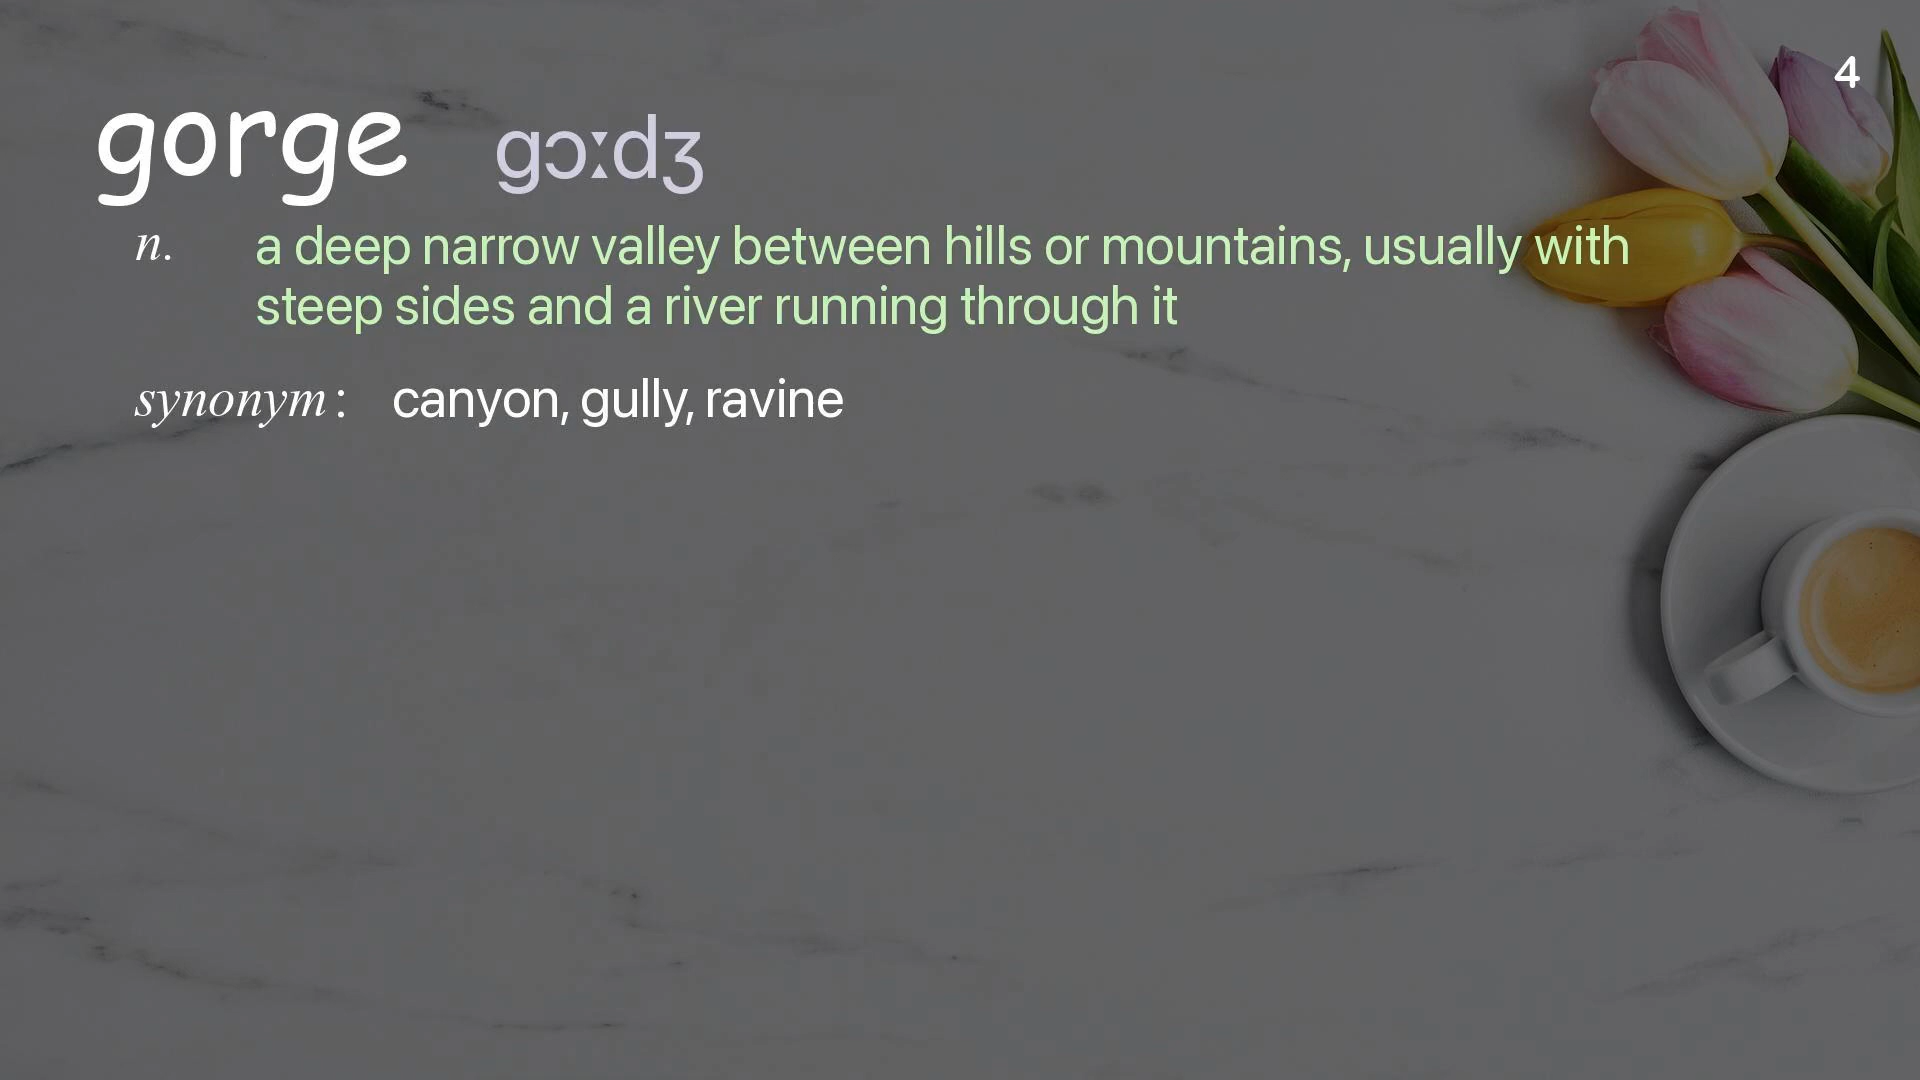 4
gorge gɔːdʒ
n. a deep narrow valley between hills or mountains, usually with
steep sides and a river running through it
synonym : canyon, gully, ravine